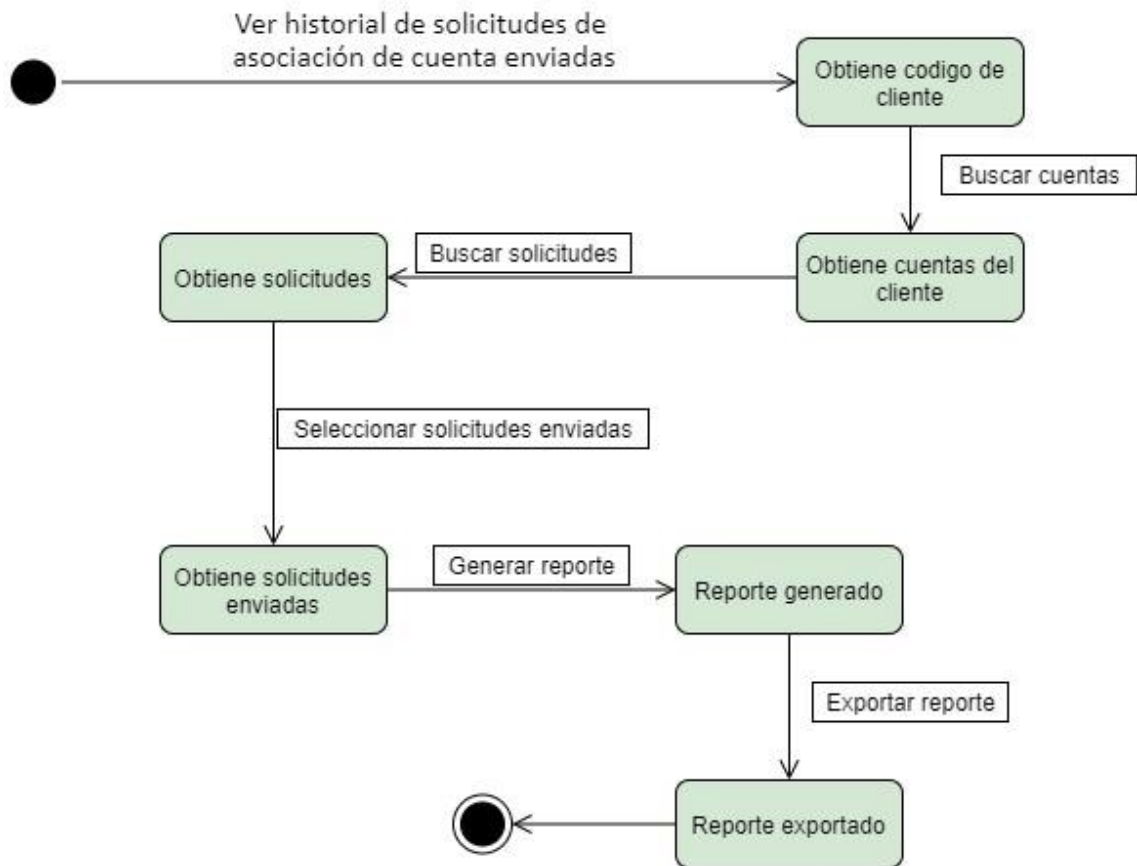 Ver historial de solicitudes de
asociación de cuenta enviadas
Obtiene codigo de
cliente
Buscar cuentas
Obtiene cuentas del
cliente
Buscar solicitudes
Obtiene solicitudes
Seleccionar solicitudes enviadas
Obtiene solicitudes
enviadas
Generar reporte
Reporte generado
Exportar reporte
Reporte exportado